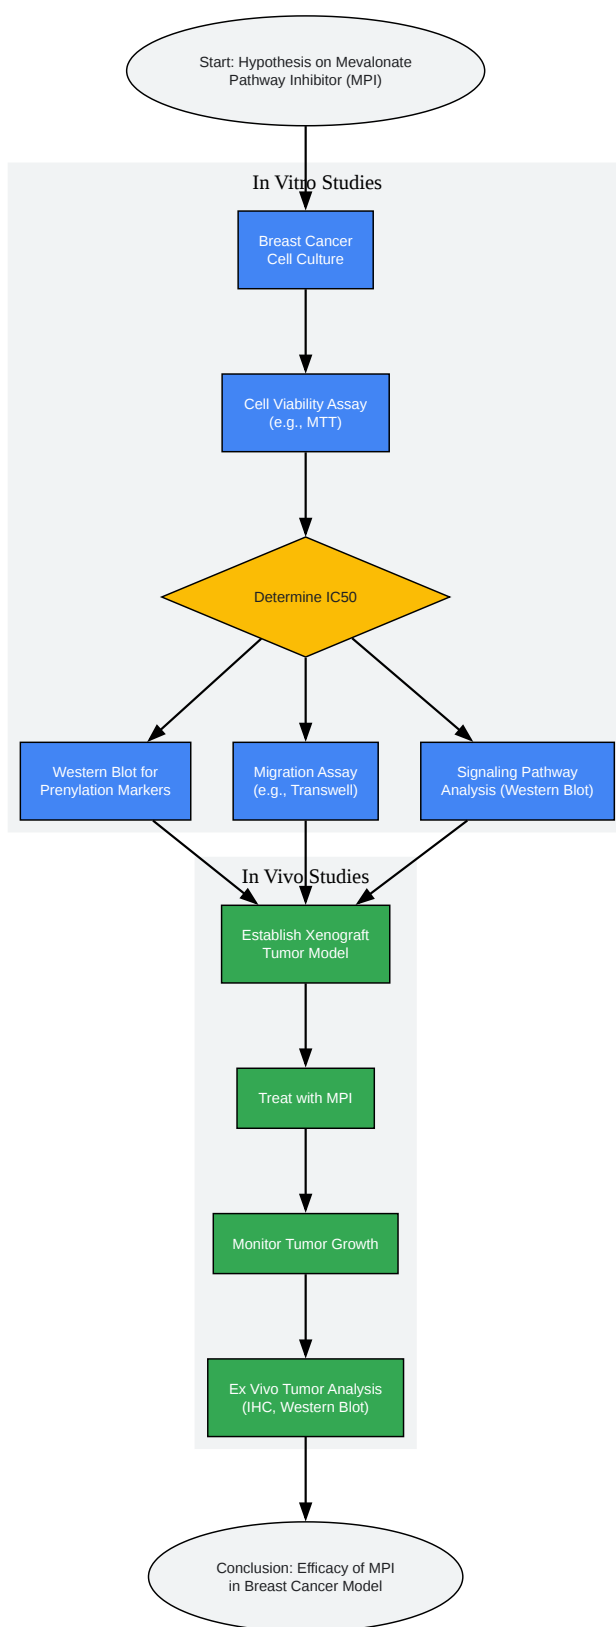 Start: Hypothesis on Mevalonate
Pathway Inhibitor (MPI)
In Vitro Studies
Breast Cancer
Cell Culture
Cell Viability Assay
(e.g., MTT)
Determine IC50
Western Blot for
Prenylation Markers
Migration Assay
(e.g., Transwell)
Signaling Pathway
Analysis (Western Blot)
In Vivo Studies
Establish Xenograft
Tumor Model
Treat with MPI
Monitor Tumor Growth
Ex Vivo Tumor Analysis
(IHC, Western Blot)
Conclusion: Efficacy of MPI
in Breast Cancer Model